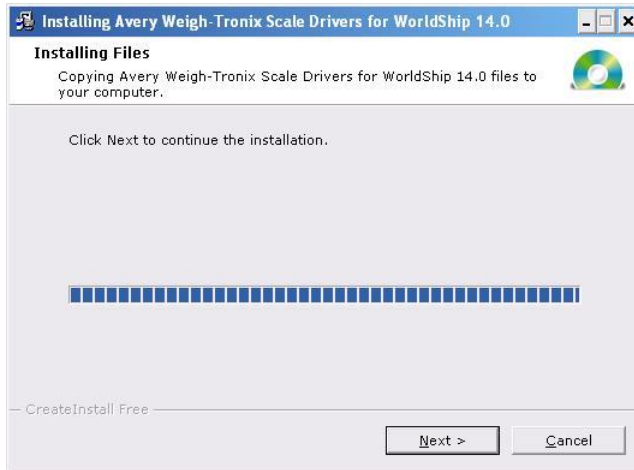 Installing Avery Weigh-Tronix Scale Drivers for WorldShip 14.0
Installing Files
Copying Avery Weigh-Tronix Scale Drivers for WorldShip 14.0 files to
your computer.
Click Next to continue the installation.
CreateInstall Free
Next >
Cancel